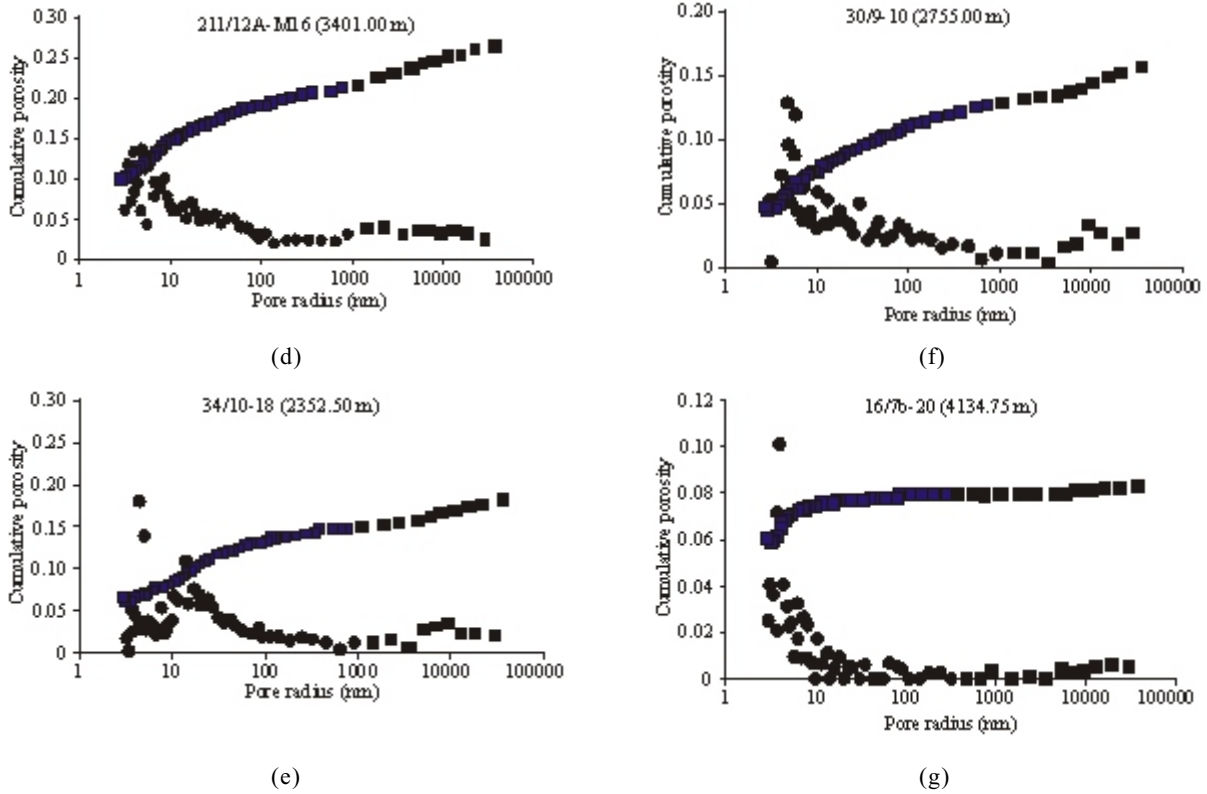 211/12A-M16 (3401.00 m)
Cumulative porosity
0.30
0.25
0.20
0.15
0.10
0.05
0
1 10 100 1000 10000 100000
Pore radius (nm)
(d)
30/9-10 (2755.00 m)
Cumulative porosity
0.20
0.15
0.10
0.05
0
1 10 100 1000 10000 100000
Pore radius (nm)
(f)
34/10-18 (2352.50 m)
Cumulative porosity
0.30
0.25
0.20
0.15
0.10
0.05
0
1 10 100 1000 10000 100000
Pore radius (nm)
(e)
16/7b-20 (4134.75 m)
Cumulative porosity
0.12
0.10
0.08
0.06
0.04
0.02
0
1 10 100 1000 10000 100000
Pore radius (nm)
(g)